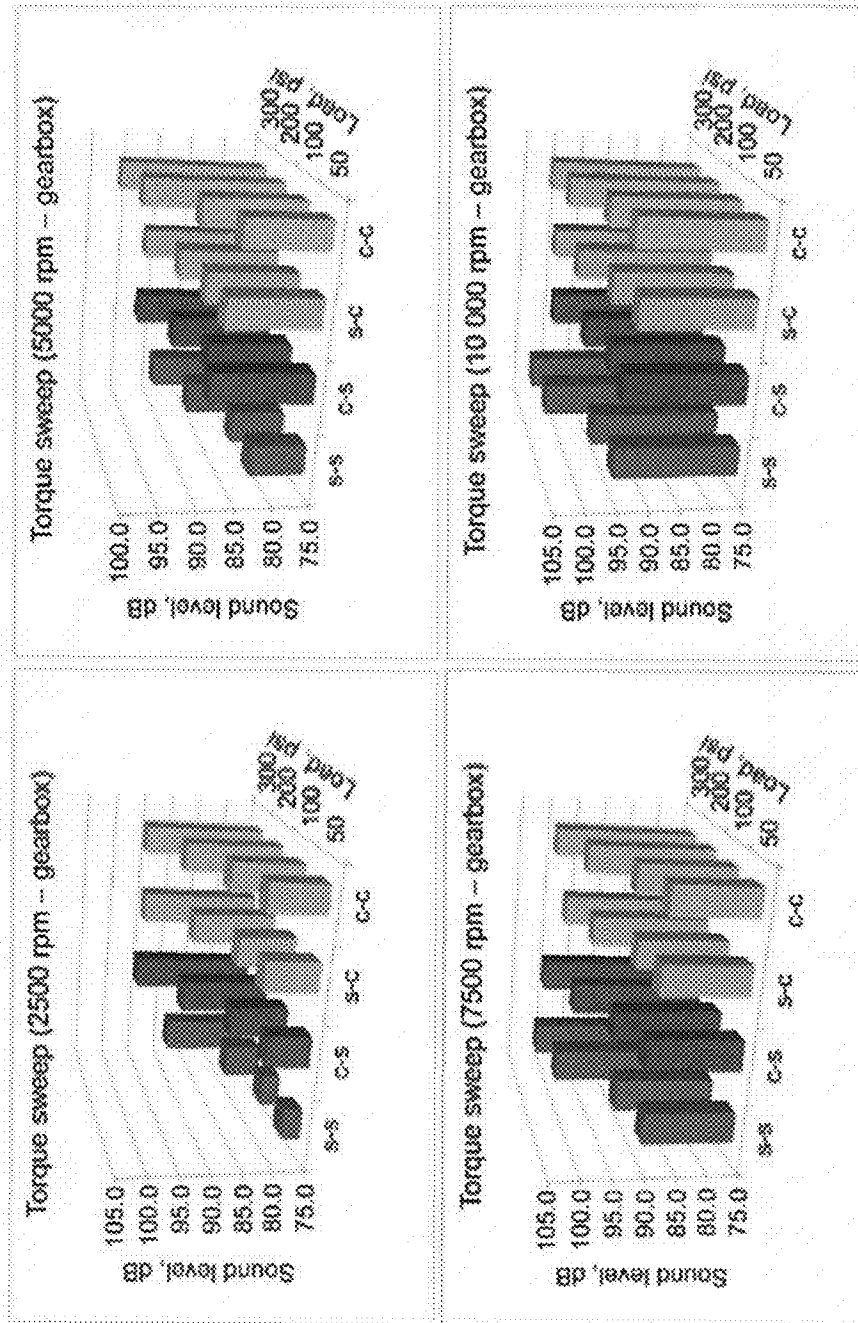 Torque sweep (2500 rpm – gearbox)
105.0
100.0
95.0
90.0
85.0
80.0
75.0
Sound level, dB
S-S
C-S
S-C
C-C
50
100
200
300
Load, psi
Torque sweep (5000 rpm – gearbox)
100.0
95.0
90.0
85.0
80.0
75.0
Sound level, dB
S-S
C-S
S-C
C-C
50
100
200
300
Load, psi
Torque sweep (7500 rpm – gearbox)
105.0
100.0
95.0
90.0
85.0
80.0
75.0
Sound level, dB
S-S
C-S
S-C
C-C
50
100
200
300
Load, psi
Torque sweep (10 000 rpm – gearbox)
105.0
100.0
95.0
90.0
85.0
80.0
75.0
Sound level, dB
S-S
C-S
S-C
C-C
50
100
200
300
Load, psi